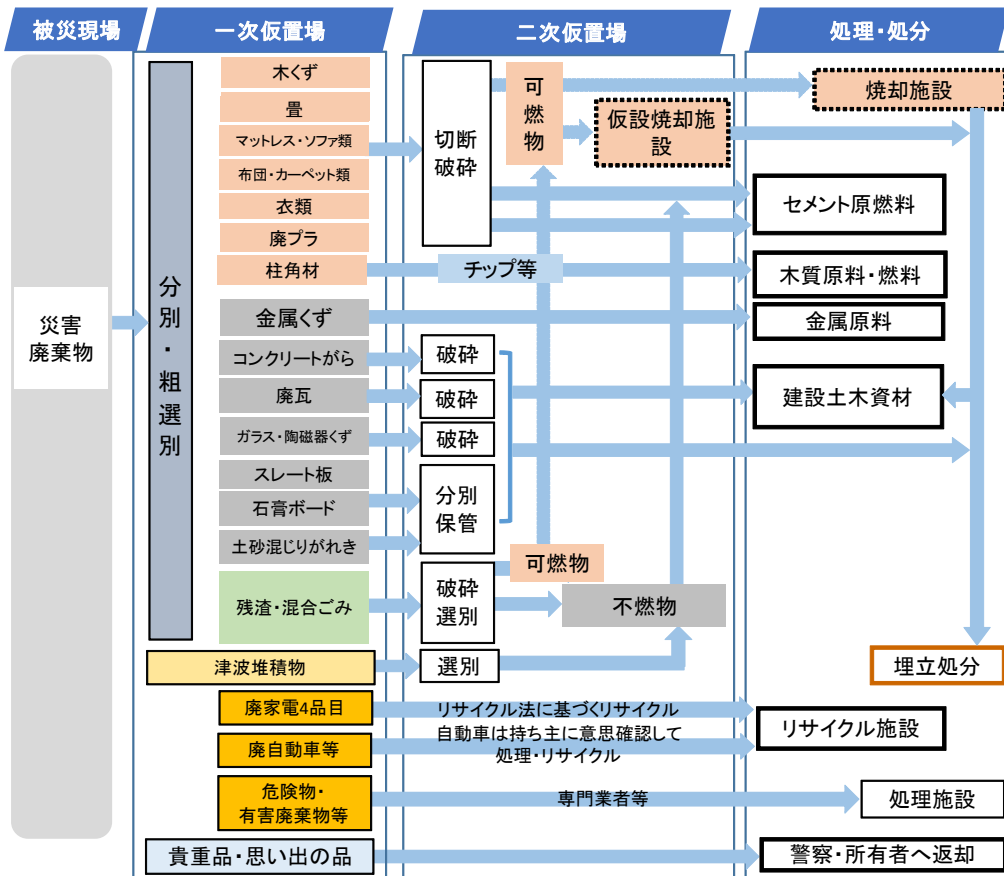 被災現場
一次仮置場
二次仮置場
処理・処分
災害
廃棄物
分別・粗選別
木くず
畳
マットレス・ソファ類
布団・カーペット類
衣類
廃プラ
柱角材
金属くず
コンクリートがら
廃瓦
ガラス・陶磁器くず
スレート板
石膏ボード
土砂混じりがれき
残渣・混合ごみ
津波堆積物
廃家電4品目
廃自動車等
危険物・
有害廃棄物等
貴重品・思い出の品
切断
破砕
可燃物
仮設焼却施
設
チップ等
破砕
破砕
破砕
分別
保管
可燃物
破砕
選別
不燃物
選別
リサイクル法に基づくリサイクル
自動車は持ち主に意思確認して
処理・リサイクル
専門業者等
焼却施設
セメント原燃料
木質原料・燃料
金属原料
建設土木資材
埋立処分
リサイクル施設
処理施設
警察・所有者へ返却